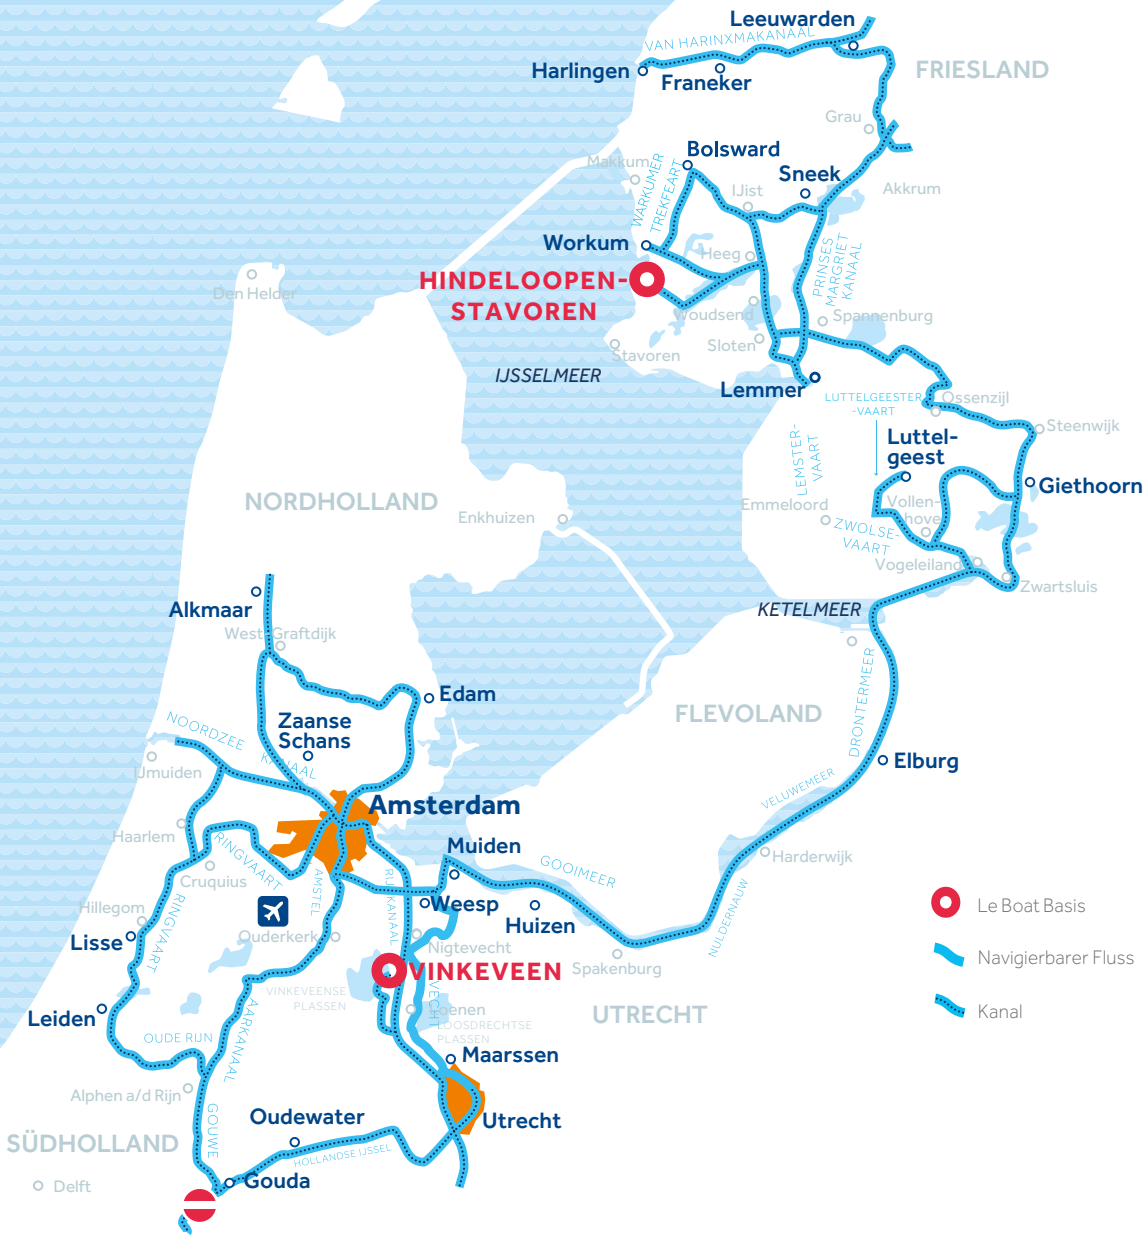 Leeuwarden
VAN HARINXMAKANAAL
Harlingen
Franeker
FRIESLAND
Grau
Bolsward
Makkum
Sneek
IJlst
Akkrum
WARKUMER
TREKFEART
Workum
Heeg
PRINSES
MARGRIET
KANAAL
HINDELOOPEN-
STAVOREN
Den Helder
Woudsend
Spannenburg
Sloten
Stavoren
IJSSELMEER
Lemmer
LUTTELGEESTER
-VAART
Ossenzijl
Steenwijk
LEMSTER-
VAART
Luttel-
geest
Giethoorn
NORDHOLLAND
Enkhuizen
Emmeloord
Vollen-
hove
ZWOLSE-
VAART
Vogeleiland
Zwartsluis
KETELMEER
Alkmaar
West-Graftdijk
Edam
FLEVOLAND
DRONTERMEER
Zaanse
Schans
NOORDZEE
KANAAL
IJmuiden
Elburg
VELUWEMEER
Amsterdam
Haarlem
Muiden
RINGVAART
GOOIMEER
Harderwijk
Cruquius
AMSTEL
RIJNKANAAL
NULDERNAUW
Hillegom
RINGVAART
Weesp
Huizen
Le Boat Basis
Lisse
Ouderkerk
Nigtevecht
Navigierbarer Fluss
VINKEVEEN
Spakenburg
VINKEVEENSE
PLASSEN
VECHT
Loenen
Kanal
Leiden
AARKANAAL
LOOSDRECHTSE
PLASSEN
UTRECHT
OUDE RIJN
Maarssen
Alphen a/d Rijn
GOUWE
Oudewater
Utrecht
SÜDHOLLAND
HOLLANDSE IJSSEL
Delft
Gouda